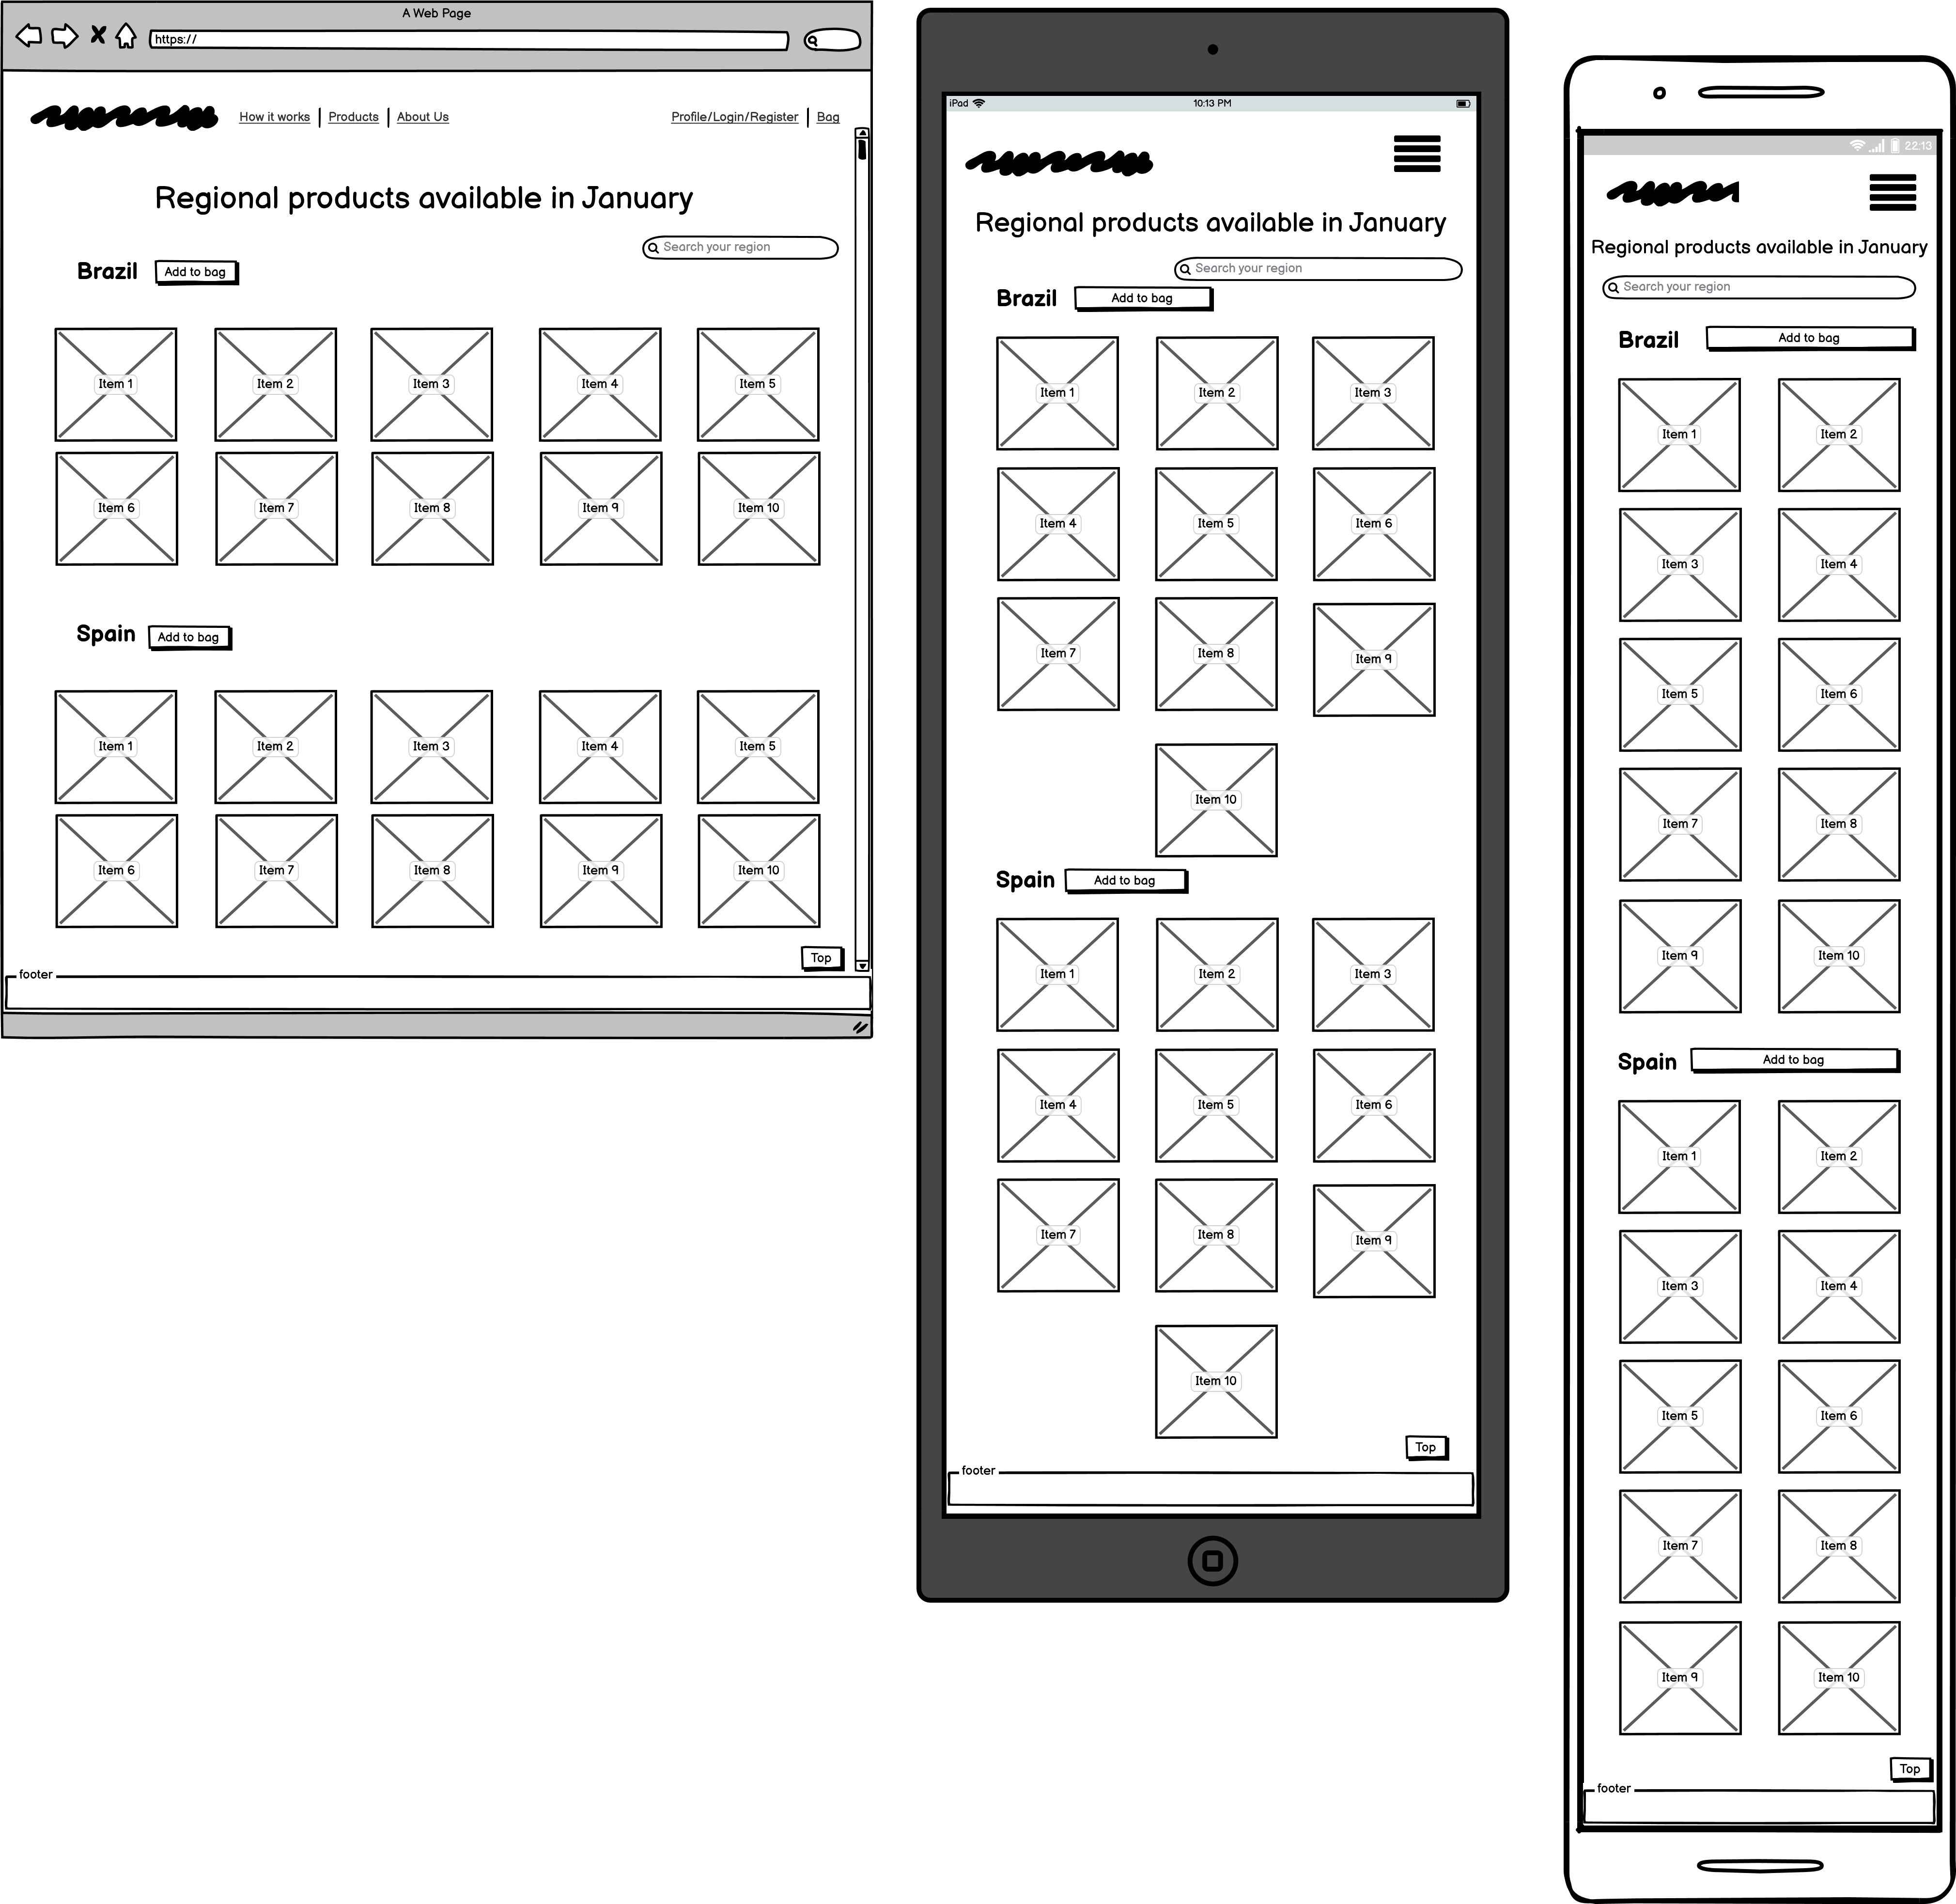 A Web Page
https://
How it works Products About Us Profile/Login/Register Bag
Regional products available in January
Search your region
Brazil Add to bag
Item 1 Item 2 Item 3 Item 4 Item 5
Item 6 Item 7 Item 8 Item 9 Item 10
Spain Add to bag
Item 1 Item 2 Item 3 Item 4 Item 5
Item 6 Item 7 Item 8 Item 9 Item 10
Top
footer
iPad 10:13 PM
Regional products available in January
Search your region
Brazil Add to bag
Item 1 Item 2 Item 3
Item 4 Item 5 Item 6
Item 7 Item 8 Item 9
Item 10
Spain Add to bag
Item 1 Item 2 Item 3
Item 4 Item 5 Item 6
Item 7 Item 8 Item 9
Item 10
Top
footer
22:13
Regional products available in January
Search your region
Brazil Add to bag
Item 1 Item 2
Item 3 Item 4
Item 5 Item 6
Item 7 Item 8
Item 9 Item 10
Spain Add to bag
Item 1 Item 2
Item 3 Item 4
Item 5 Item 6
Item 7 Item 8
Item 9 Item 10
Top
footer